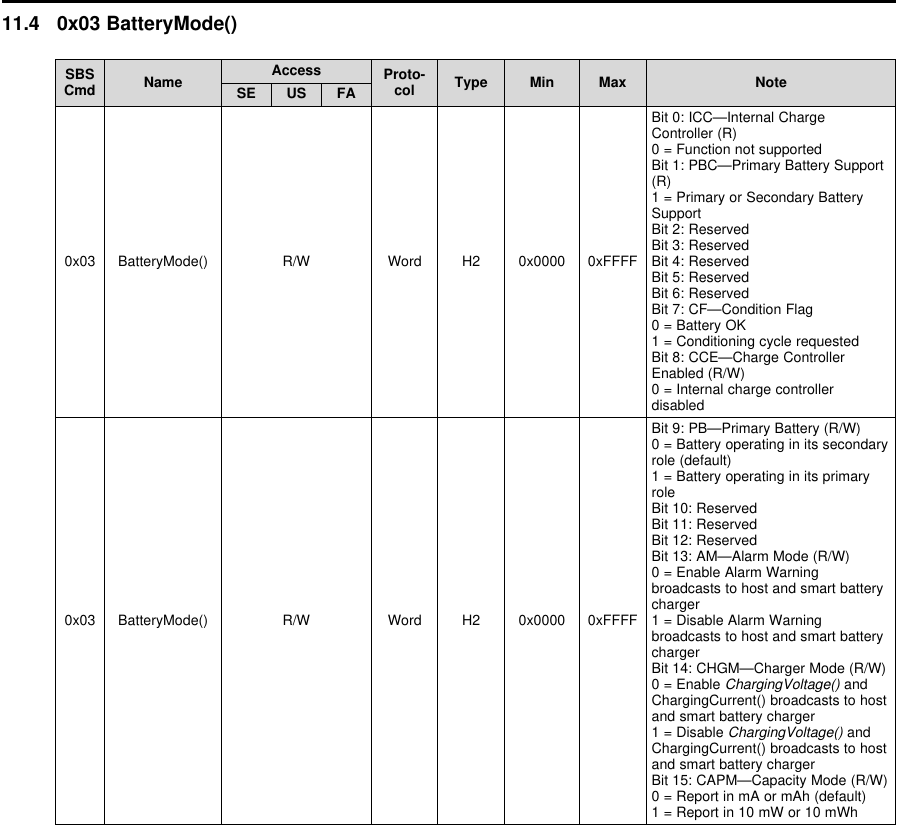 11.4 0x03 BatteryMode()
SBS Cmd Name Access Proto-col Type Min Max Note
SE US FA
0x03 BatteryMode() R/W Word H2 0x0000 0xFFFF
Bit 0: ICC—Internal Charge
Controller (R)
0 = Function not supported
Bit 1: PBC—Primary Battery Support
(R)
1 = Primary or Secondary Battery
Support
Bit 2: Reserved
Bit 3: Reserved
Bit 4: Reserved
Bit 5: Reserved
Bit 6: Reserved
Bit 7: CF—Condition Flag
0 = Battery OK
1 = Conditioning cycle requested
Bit 8: CCE—Charge Controller
Enabled (R/W)
0 = Internal charge controller
disabled
0x03 BatteryMode() R/W Word H2 0x0000 0xFFFF
Bit 9: PB—Primary Battery (R/W)
0 = Battery operating in its secondary
role (default)
1 = Battery operating in its primary
role
Bit 10: Reserved
Bit 11: Reserved
Bit 12: Reserved
Bit 13: AM—Alarm Mode (R/W)
0 = Enable Alarm Warning
broadcasts to host and smart battery
charger
1 = Disable Alarm Warning
broadcasts to host and smart battery
charger
Bit 14: CHGM—Charger Mode (R/W)
0 = Enable ChargingVoltage() and
ChargingCurrent() broadcasts to host
and smart battery charger
1 = Disable ChargingVoltage() and
ChargingCurrent() broadcasts to host
and smart battery charger
Bit 15: CAPM—Capacity Mode (R/W)
0 = Report in mA or mAh (default)
1 = Report in 10 mW or 10 mWh